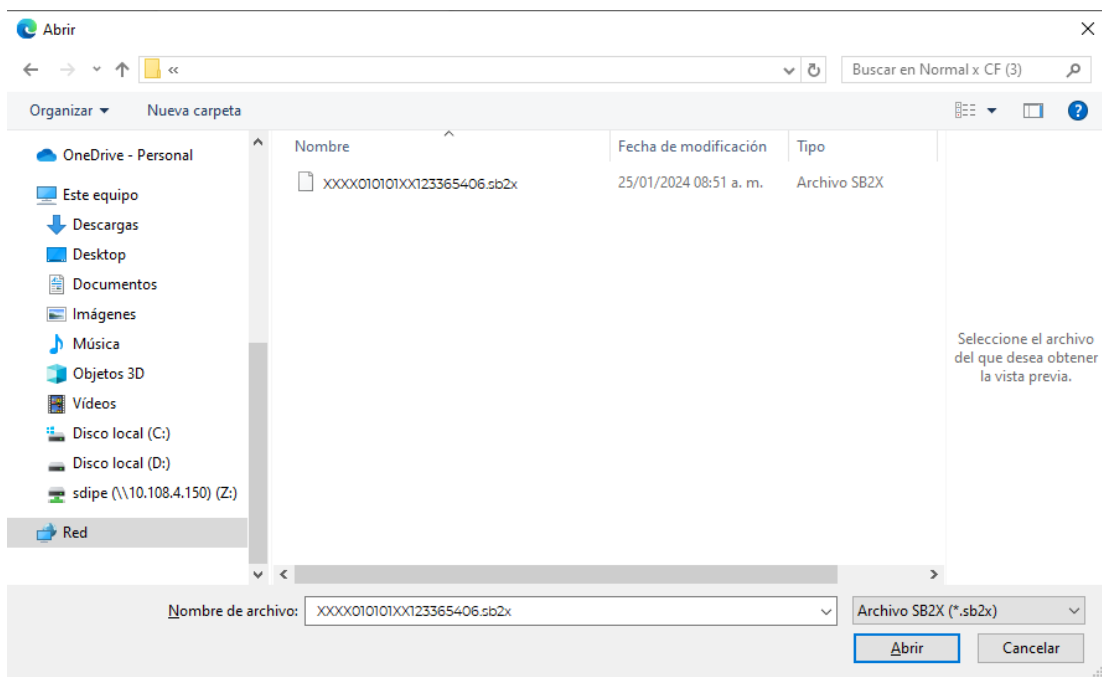 Abrir
«
Buscar en Normal x CF (3)
Organizar
Nueva carpeta
OneDrive - Personal
Este equipo
Descargas
Desktop
Documentos
Imágenes
Música
Objetos 3D
Vídeos
Disco local (C:)
Disco local (D:)
sdipe (\\10.108.4.150) (Z:)
Red
Nombre
Fecha de modificación
Tipo
XXXX010101XX123365406.sb2x
25/01/2024 08:51 a. m.
Archivo SB2X
Seleccione el archivo
del que desea obtener
la vista previa.
Nombre de archivo:
XXXX010101XX123365406.sb2x
Archivo SB2X (*.sb2x)
Abrir
Cancelar